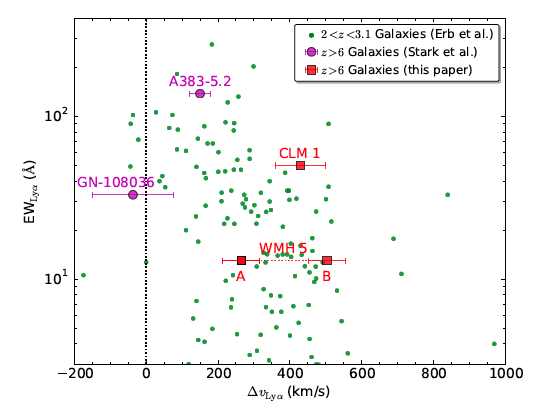 2<z<3.1 Galaxies (Erb et al.)
z>6 Galaxies (Stark et al.)
z>6 Galaxies (this paper)
A383-5.2
CLM 1
GN-108036
WMH 5
A
B
EW_Lyα (Å)
10²
10¹
−200
0
200
400
600
800
1000
Δv_Lyα (km/s)